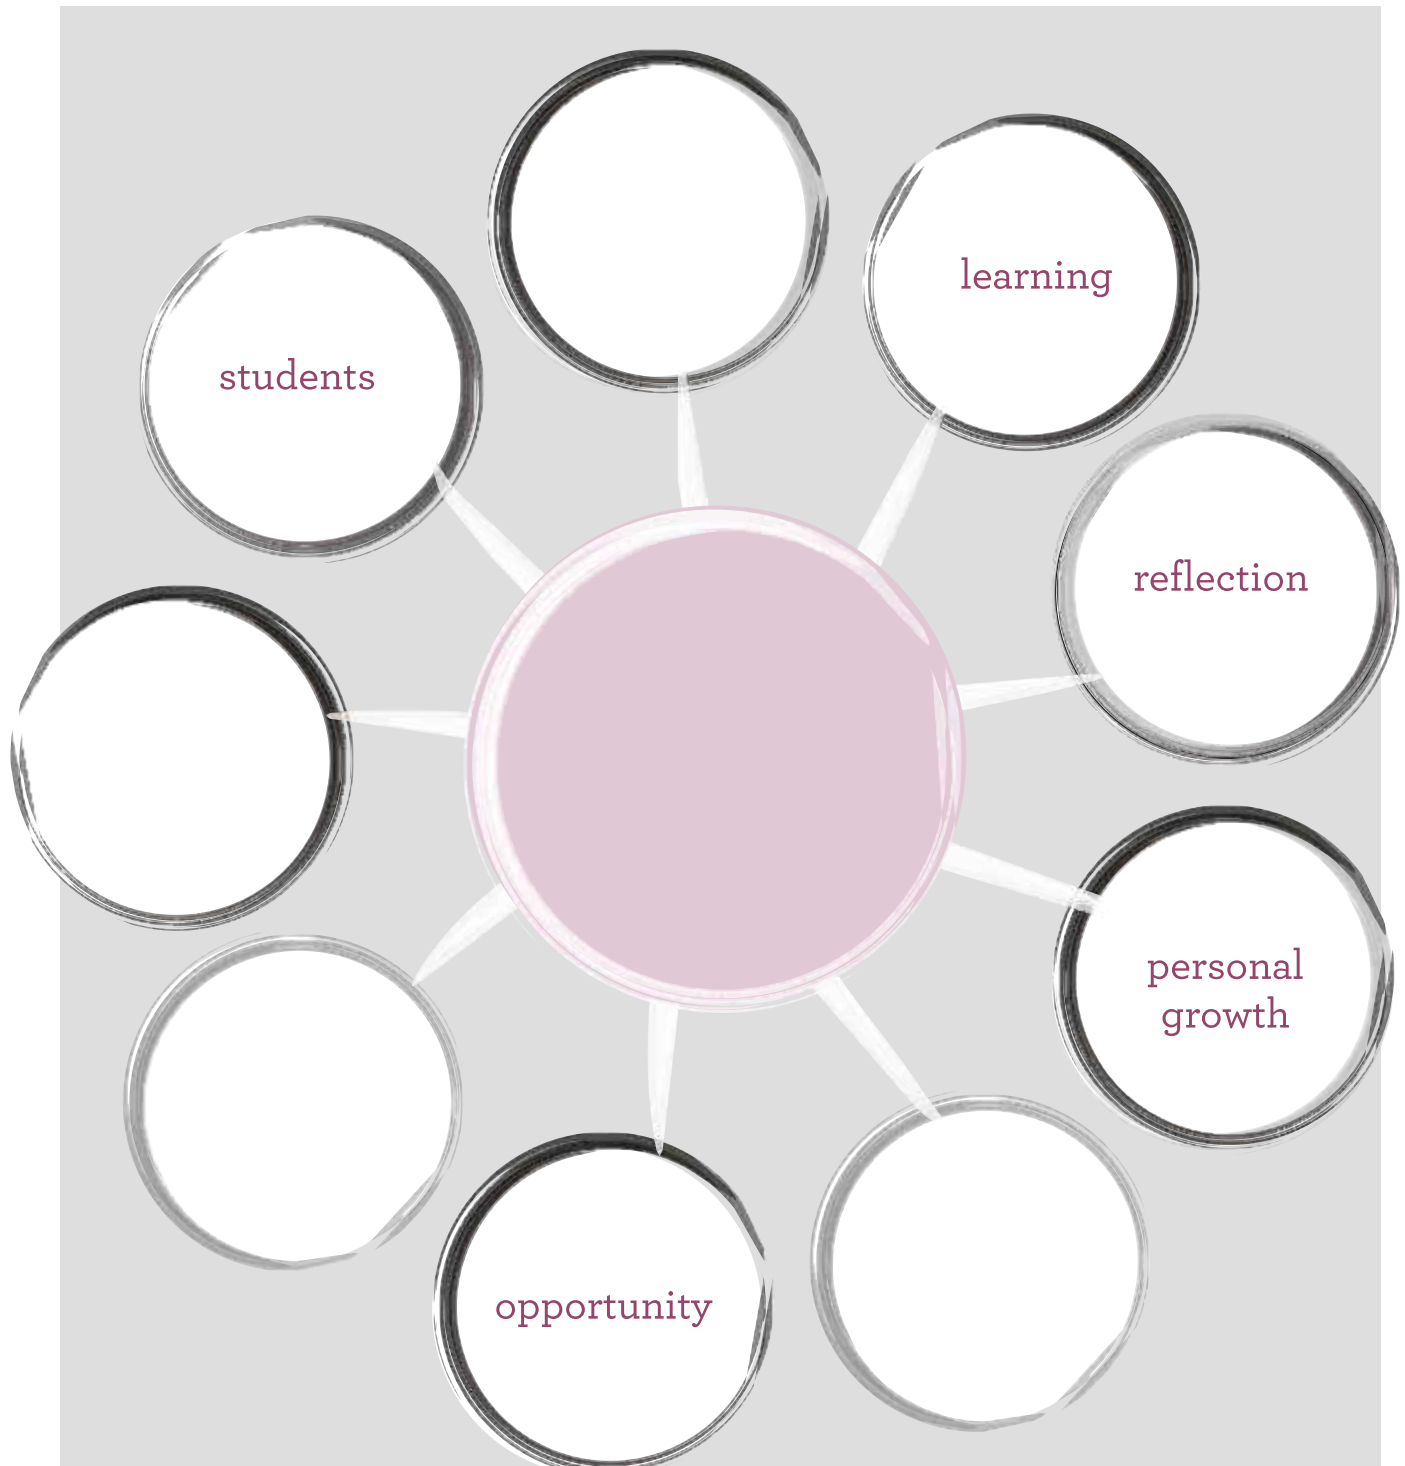 learning
students
reflection
personal
growth
opportunity